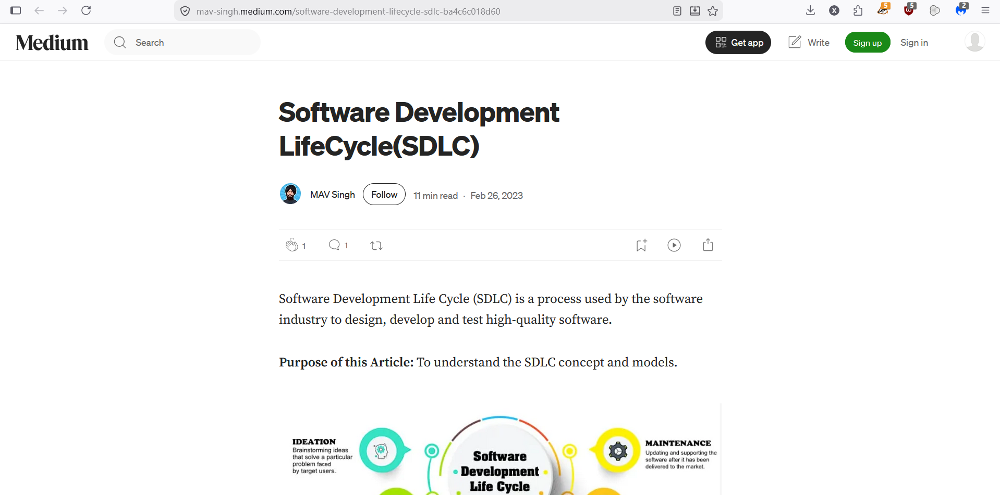 mav-singh.medium.com/software-development-lifecycle-sdlc-ba4c6c018d60
5
5
2
Medium
Search
Get app
Write
Sign up
Sign in
Software Development
LifeCycle(SDLC)
MAV Singh
Follow
11 min read · Feb 26, 2023
1
1
Software Development Life Cycle (SDLC) is a process used by the software
industry to design, develop and test high-quality software.
Purpose of this Article: To understand the SDLC concept and models.
IDEATION
Brainstorming ideas
that solve a particular
problem faced
by target users.
Software
Development
Life Cycle
MAINTENANCE
Updating and supporting the
software after it has been
delivered to the market.